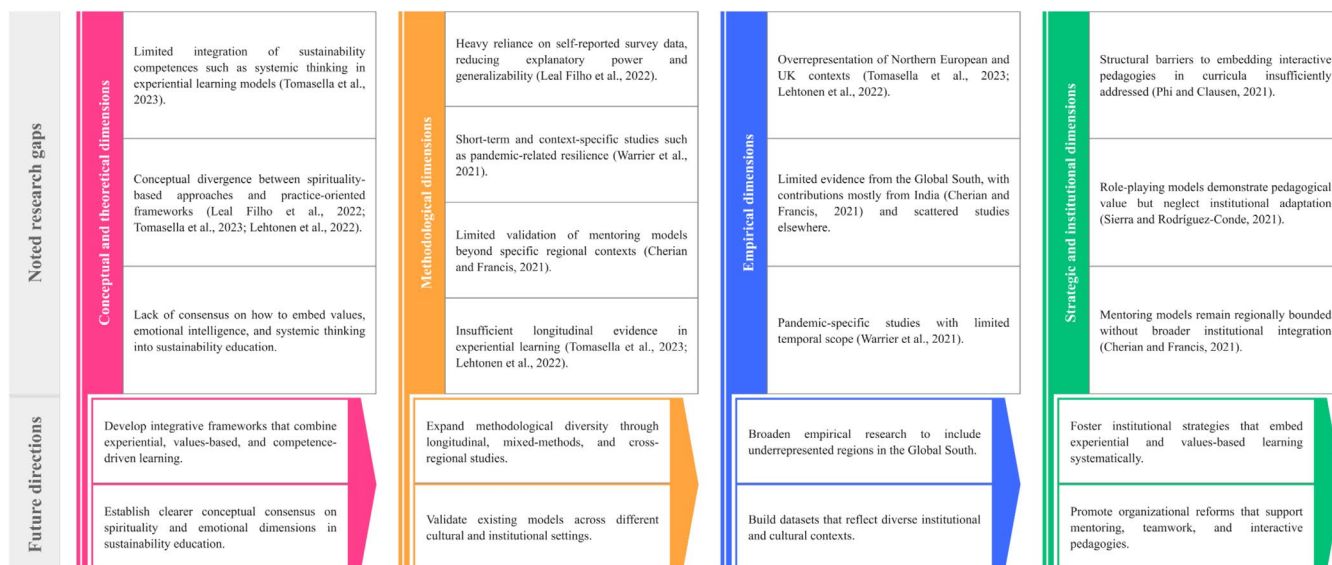 Noted research gaps
Conceptual and theoretical dimensions
Limited integration of sustainability
competences such as systemic thinking in
experiential learning models (Tomasella et al.,
2023).
Conceptual divergence between spirituality-
based approaches and practice-oriented
frameworks (Leal Filho et al., 2022;
Tomasella et al., 2023; Lehtonen et al., 2022).
Lack of consensus on how to embed values,
emotional intelligence, and systemic thinking
into sustainability education.
Methodological dimensions
Heavy reliance on self-reported survey data,
reducing explanatory power and
generalizability (Leal Filho et al., 2022).
Short-term and context-specific studies such
as pandemic-related resilience (Warrier et al.,
2021).
Limited validation of mentoring models
beyond specific regional contexts (Cherian
and Francis, 2021).
Insufficient longitudinal evidence in
experiential learning (Tomasella et al., 2023;
Lehtonen et al., 2022).
Empirical dimensions
Overrepresentation of Northern European and
UK contexts (Tomasella et al., 2023;
Lehtonen et al., 2022).
Limited evidence from the Global South, with
contributions mostly from India (Cherian and
Francis, 2021) and scattered studies
elsewhere.
Pandemic-specific studies with limited
temporal scope (Warrier et al., 2021).
Strategic and institutional dimensions
Structural barriers to embedding interactive
pedagogies in curricula insufficiently
addressed (Phi and Clausen, 2021).
Role-playing models demonstrate pedagogical
value but neglect institutional adaptation
(Sierra and Rodríguez-Conde, 2021).
Mentoring models remain regionally bounded
without broader institutional integration
(Cherian and Francis, 2021).
Future directions
Develop integrative frameworks that combine
experiential, values-based, and competence-
driven learning.
Establish clearer conceptual consensus on
spirituality and emotional dimensions in
sustainability education.
Expand methodological diversity through
longitudinal, mixed-methods, and cross-
regional studies.
Validate existing models across different
cultural and institutional settings.
Broaden empirical research to include
underrepresented regions in the Global South.
Build datasets that reflect diverse institutional
and cultural contexts.
Foster institutional strategies that embed
experiential and values-based learning
systematically.
Promote organizational reforms that support
mentoring, teamwork, and interactive
pedagogies.